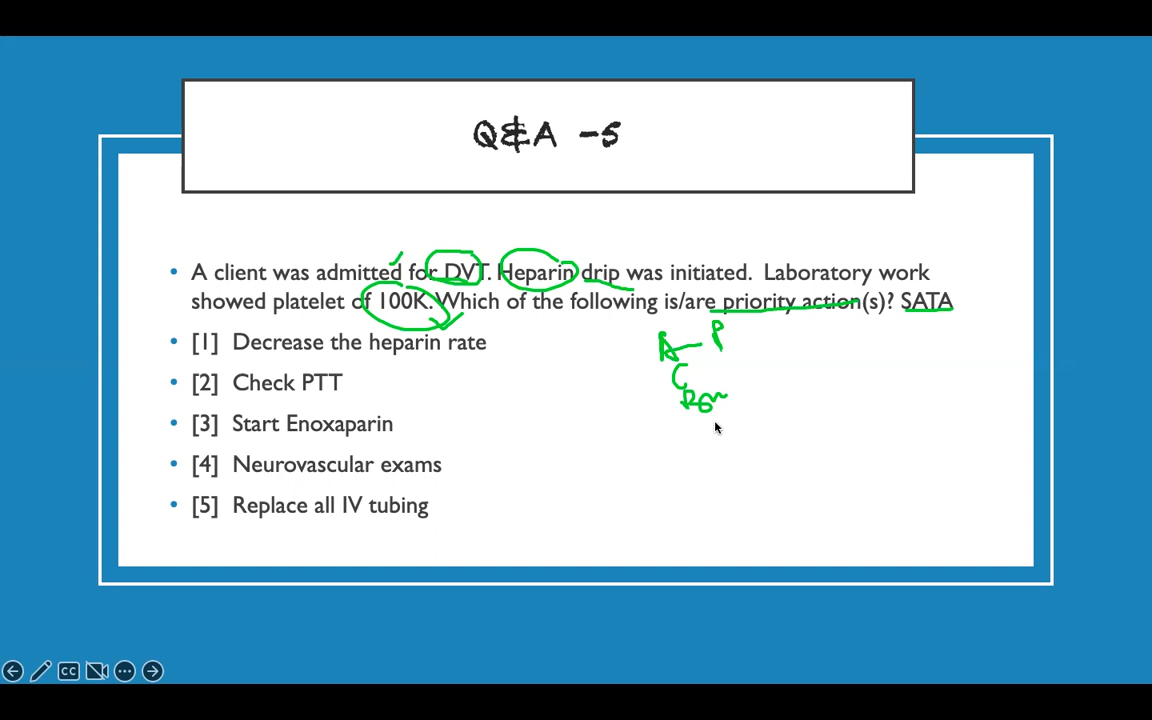 Q&A -5
A client was admitted for DVT. Heparin drip was initiated. Laboratory work
showed platelet of 100K. Which of the following is/are priority action(s)? SATA
[1] Decrease the heparin rate
P
C
[2] Check PTT
[3] Start Enoxaparin
[4] Neurovascular exams
[5] Replace all IV tubing
CC